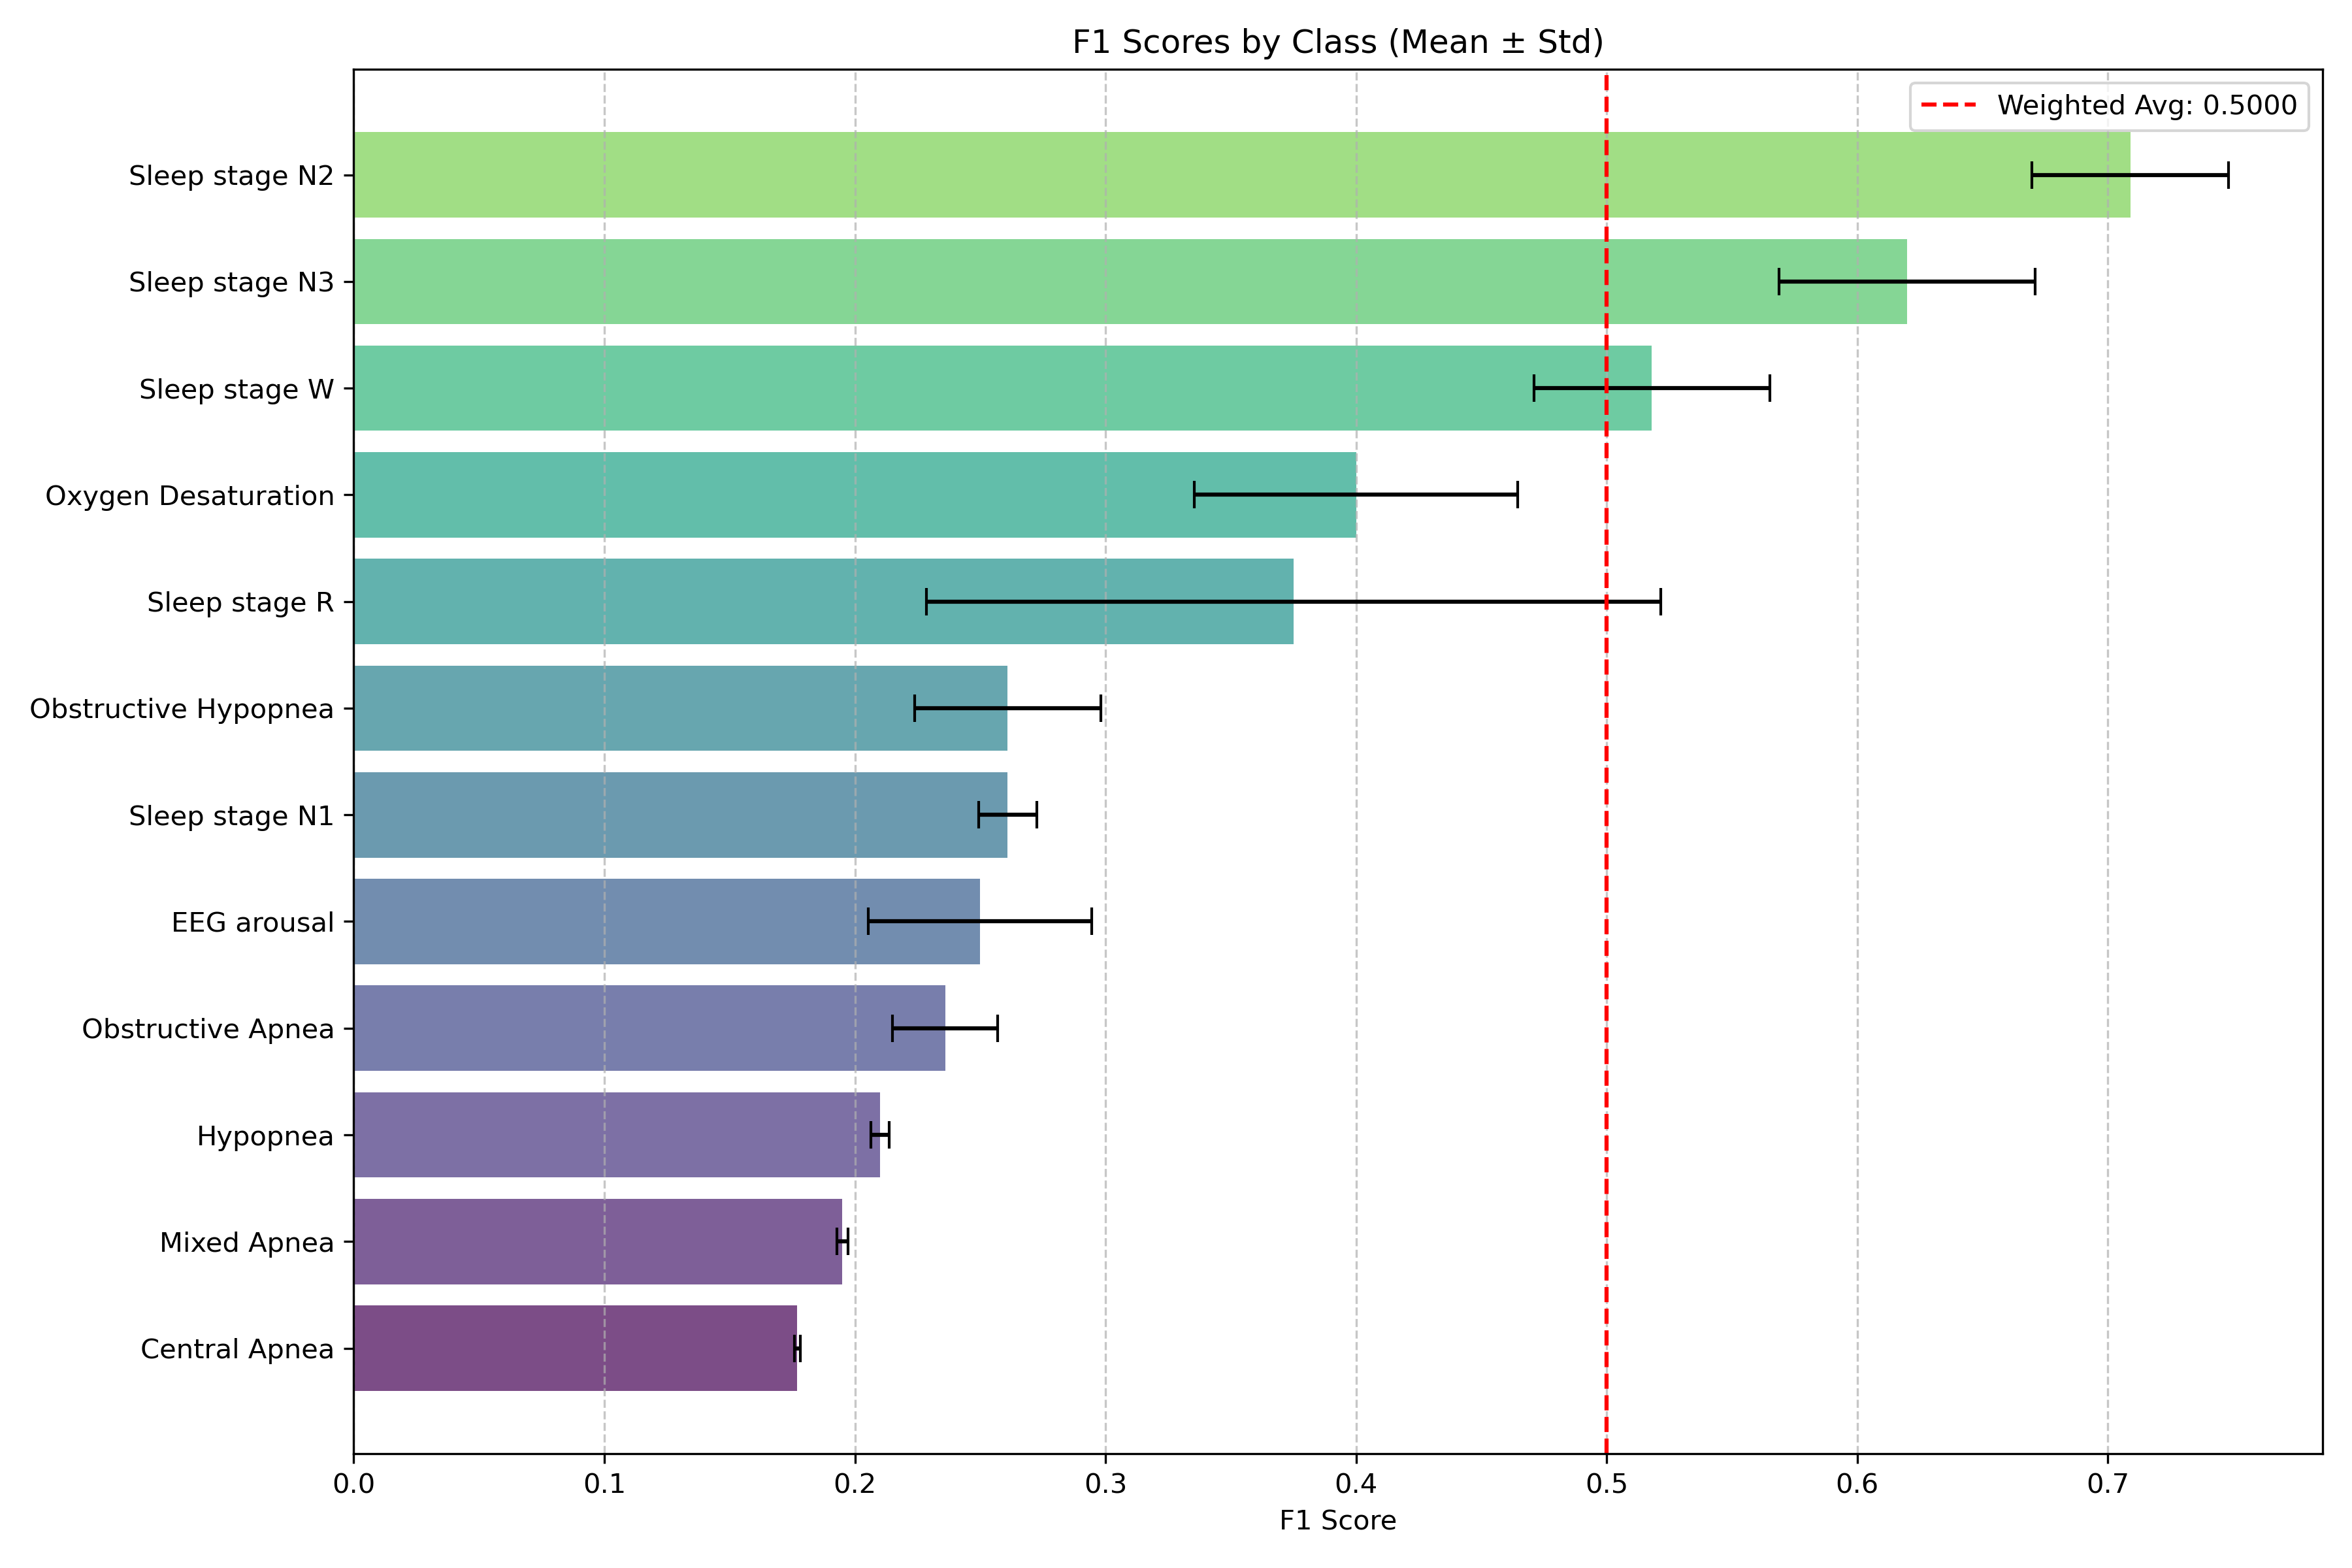 F1 Scores by Class (Mean ± Std)
Weighted Avg: 0.5000
Sleep stage N2
Sleep stage N3
Sleep stage W
Oxygen Desaturation
Sleep stage R
Obstructive Hypopnea
Sleep stage N1
EEG arousal
Obstructive Apnea
Hypopnea
Mixed Apnea
Central Apnea
0.0 0.1 0.2 0.3 0.4 0.5 0.6 0.7
F1 Score